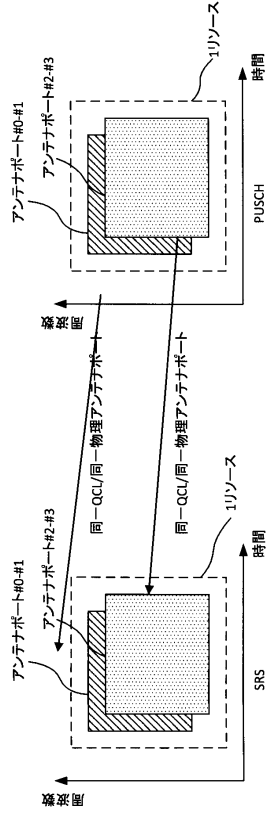 アンテナポート#0-#1
アンテナポート#2-#3
1リソース
周波数
時間
SRS
同一QCL/同一物理アンテナポート
同一QCL/同一物理アンテナポート
アンテナポート#0-#1
アンテナポート#2-#3
1リソース
周波数
時間
PUSCH